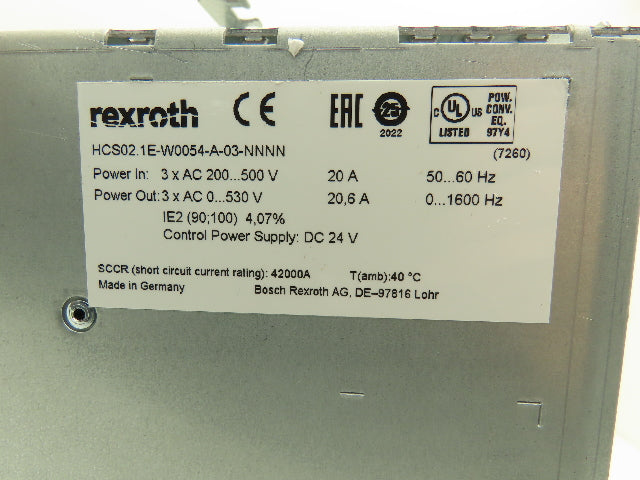 rexroth CE EAC 25 2022
C UL US LISTED POW. CONV. EQ. 97Y4
HCS02.1E-W0054-A-03-NNNN (7260)
Power In: 3 x AC 200...500 V 20 A 50...60 Hz
Power Out: 3 x AC 0...530 V 20,6 A 0...1600 Hz
IE2 (90;100) 4,07%
Control Power Supply: DC 24 V
SCCR (short circuit current rating): 42000A T(amb):40 °C
Made in Germany Bosch Rexroth AG, DE–97816 Lohr